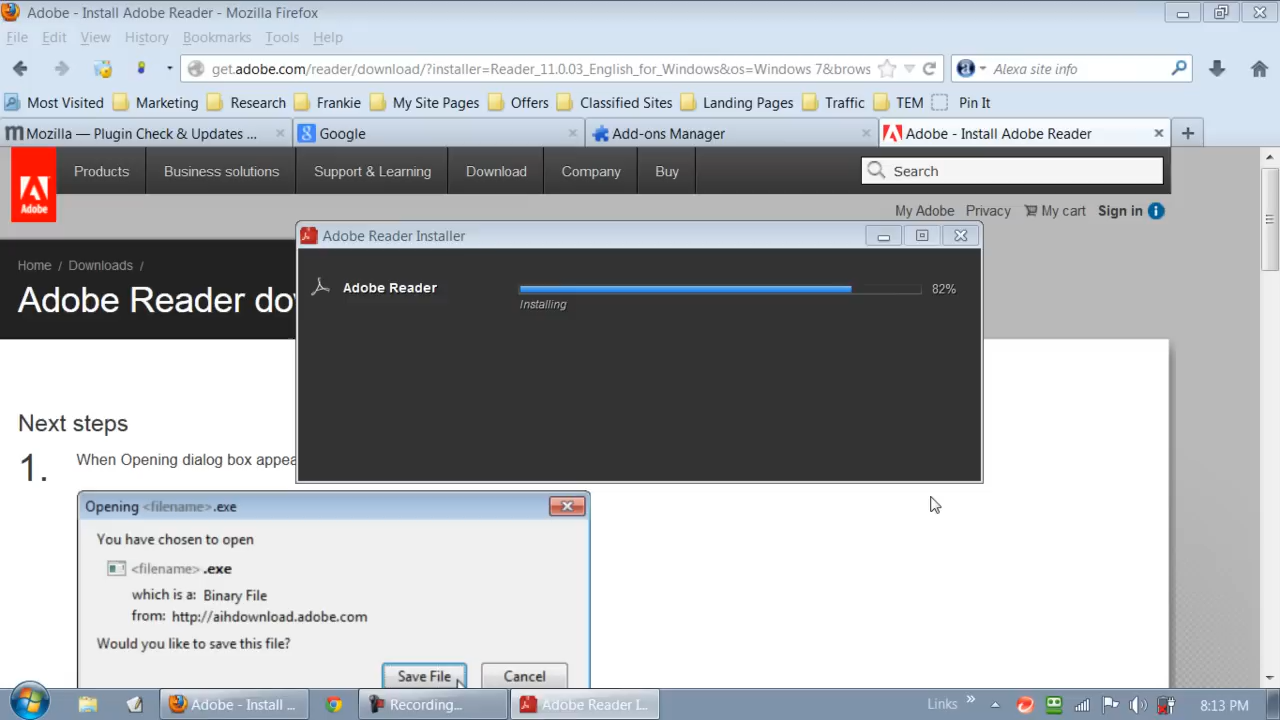 Adobe - Install Adobe Reader - Mozilla Firefox
File Edit View History Bookmarks Tools Help
get.adobe.com/reader/download/?installer=Reader_11.0.03_English_for_Windows&os=Windows 7&brows
Alexa site info
Most Visited Marketing Research Frankie My Site Pages Offers Classified Sites Landing Pages Traffic TEM Pin It
Mozilla — Plugin Check & Updates ... Google Add-ons Manager Adobe - Install Adobe Reader
Products Business solutions Support & Learning Download Company Buy Search
Adobe
My Adobe Privacy My cart Sign in
Adobe Reader Installer
Home / Downloads /
Adobe Reader do
Adobe Reader 82%
Installing
Next steps
1. When Opening dialog box appea
Opening <filename>.exe
You have chosen to open
<filename> .exe
which is a: Binary File
from: http://aihdownload.adobe.com
Would you like to save this file?
Save File Cancel
Adobe - Install ... Recording... Adobe Reader I... Links 8:13 PM